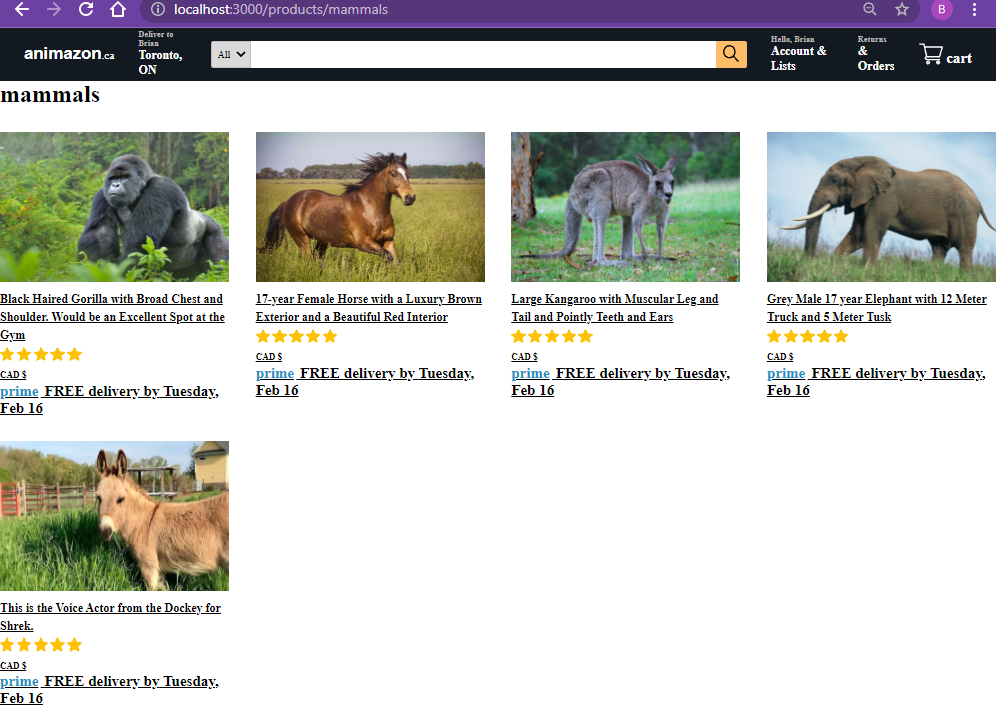 localhost:3000/products/mammals
B
animazon.ca
Deliver to
Brian
Toronto,
ON
All
Hello, Brian
Account &
Lists
Returns
&
Orders
cart
mammals
Black Haired Gorilla with Broad Chest and
Shoulder. Would be an Excellent Spot at the
Gym
CAD $
prime FREE delivery by Tuesday,
Feb 16
17-year Female Horse with a Luxury Brown
Exterior and a Beautiful Red Interior
CAD $
prime FREE delivery by Tuesday,
Feb 16
Large Kangaroo with Muscular Leg and
Tail and Pointly Teeth and Ears
CAD $
prime FREE delivery by Tuesday,
Feb 16
Grey Male 17 year Elephant with 12 Meter
Truck and 5 Meter Tusk
CAD $
prime FREE delivery by Tuesday,
Feb 16
This is the Voice Actor from the Dockey for
Shrek.
CAD $
prime FREE delivery by Tuesday,
Feb 16